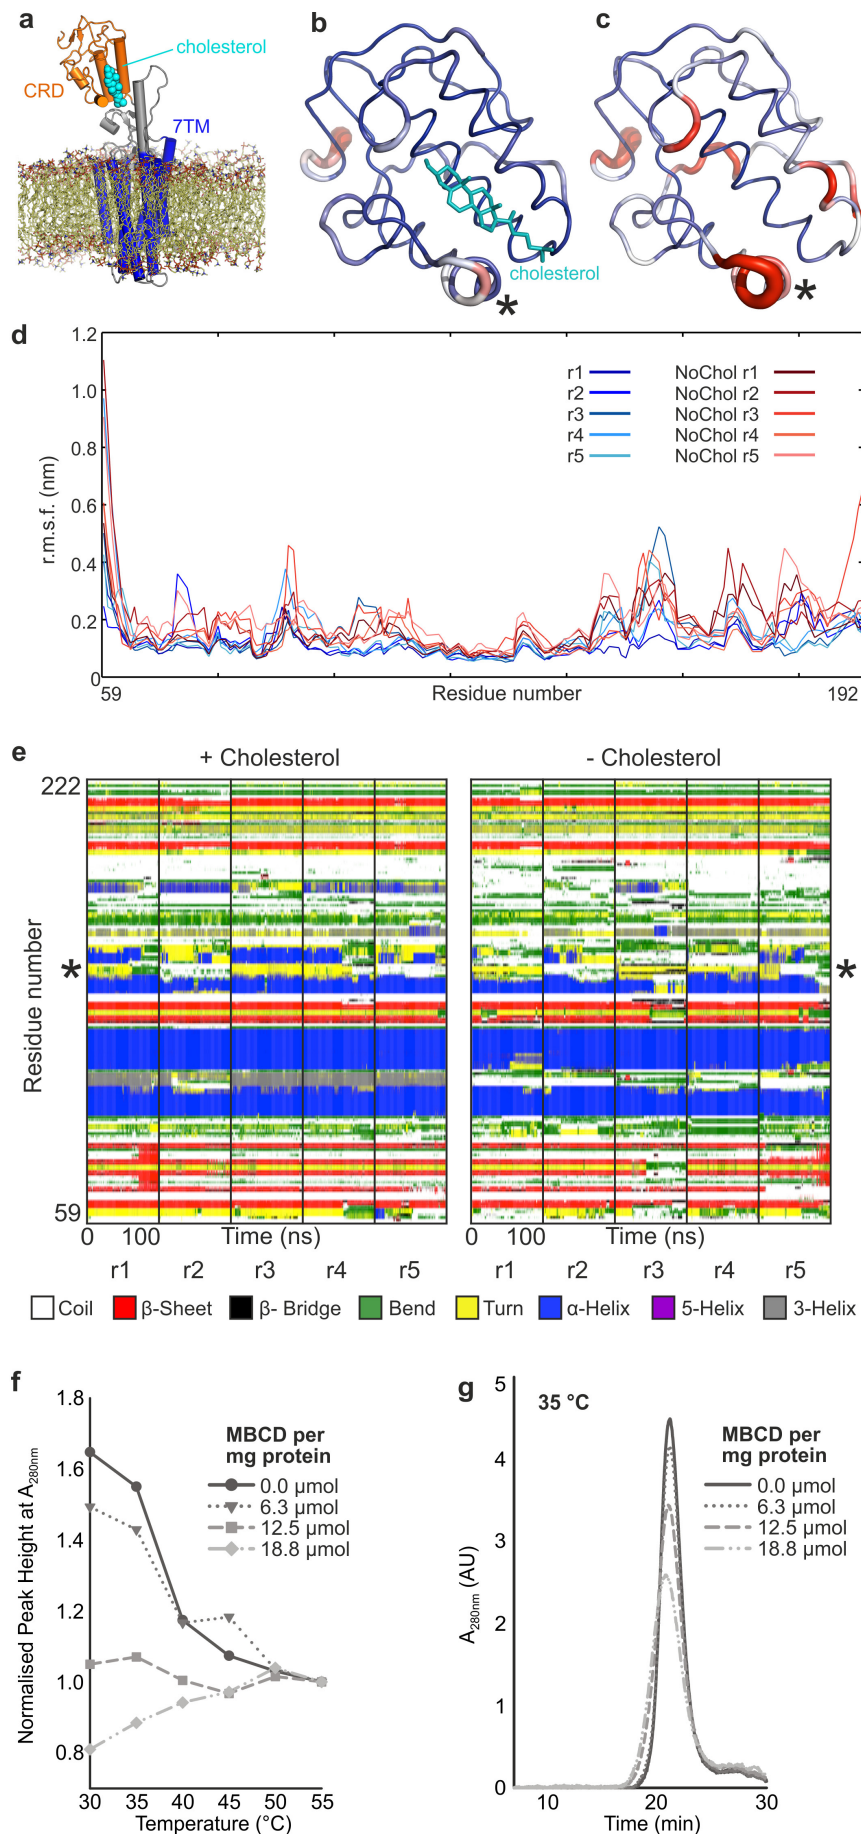 a
cholesterol
CRD
7TM
b
cholesterol
*
c
*
d
1.2
1.0
0.8
0.6
0.4
0.2
0
r.m.s.f. (nm)
59
Residue number
192
r1
r2
r3
r4
r5
NoChol r1
NoChol r2
NoChol r3
NoChol r4
NoChol r5
e
+ Cholesterol
- Cholesterol
222
*
Residue number
59
*
0
100
Time (ns)
0
100
Time (ns)
r1 r2 r3 r4 r5
r1 r2 r3 r4 r5
Coil
β-Sheet
β- Bridge
Bend
Turn
α-Helix
5-Helix
3-Helix
f
1.8
1.6
1.4
1.2
1.0
0.8
Normalised Peak Height at A280nm
MBCD per
mg protein
0.0 μmol
6.3 μmol
12.5 μmol
18.8 μmol
30 35 40 45 50 55
Temperature (°C)
g
35 °C
5
4
3
2
1
0
A280nm (AU)
MBCD per
mg protein
0.0 μmol
6.3 μmol
12.5 μmol
18.8 μmol
10 20 30
Time (min)